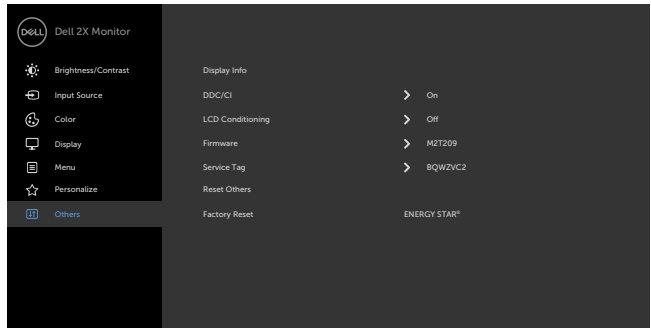 DELL Dell 2X Monitor
Brightness/Contrast Display Info
Input Source DDC/CI On
Color LCD Conditioning Off
Display Firmware M2T209
Menu Service Tag BQWZVC2
Personalize Reset Others
Others Factory Reset ENERGY STAR®